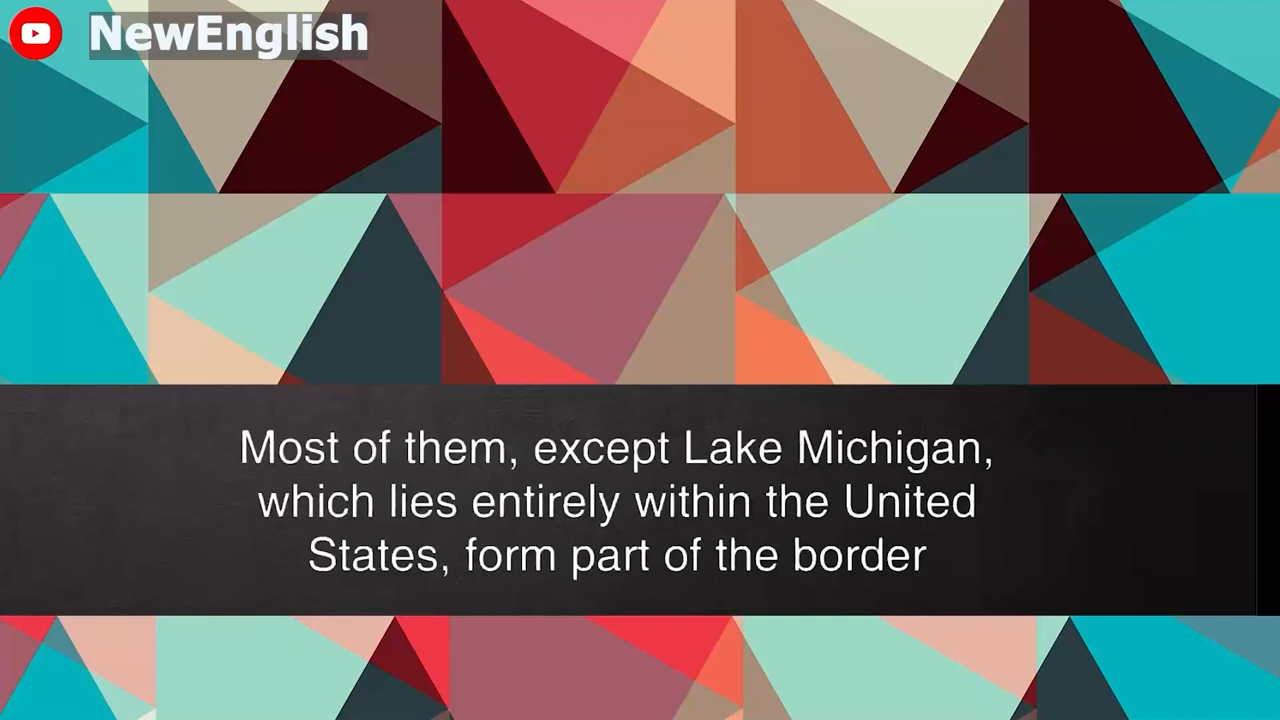 NewEnglish
Most of them, except Lake Michigan,
which lies entirely within the United
States, form part of the border